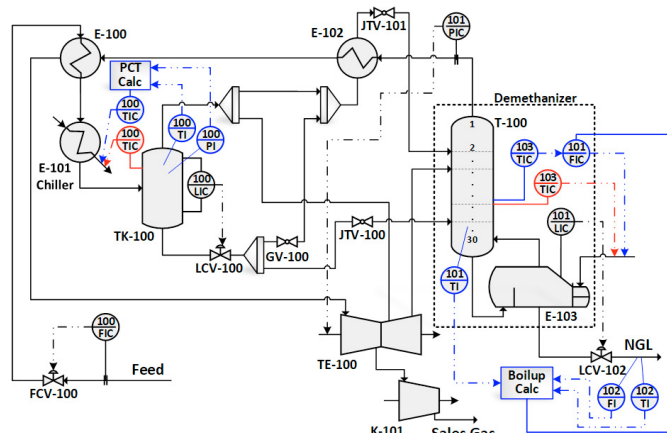 E-100
PCT
Calc
100
TIC
100
TIC
E-101
Chiller
100
TI
100
PI
100
LIC
TK-100
LCV-100
GV-100
JTV-100
E-102
JTV-101
101
PIC
Demethanizer
T-100
1
2
30
103
TIC
101
FIC
103
TIC
101
LIC
101
TI
E-103
TE-100
100
FIC
Feed
FCV-100
K-101
Sales Gas
Boilup
Calc
LCV-102
NGL
102
FI
102
TI